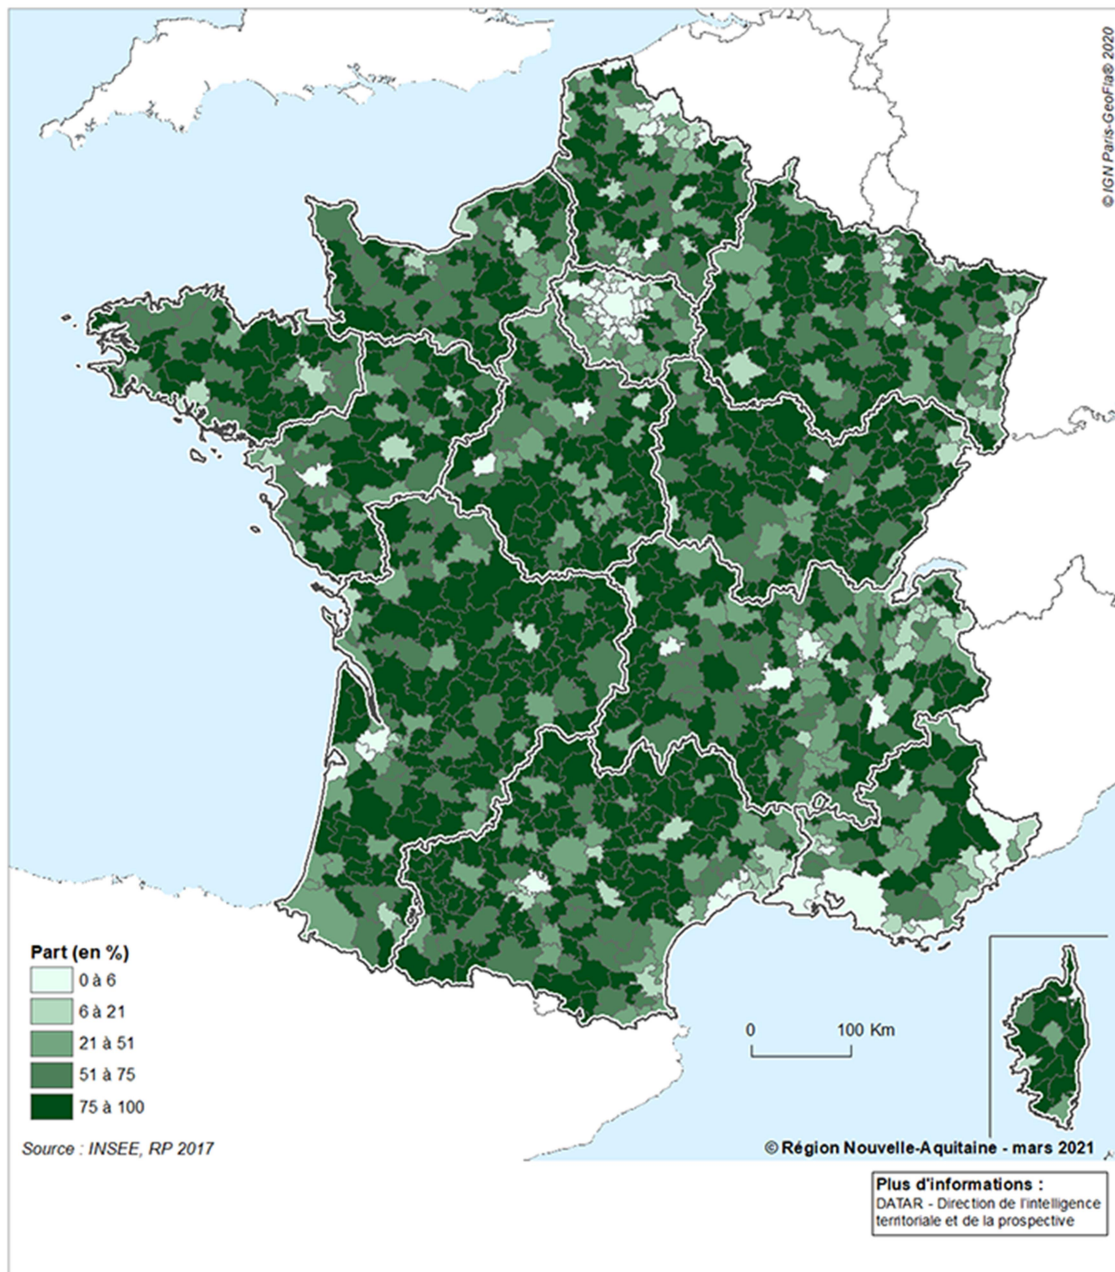 © IGN Paris-GeoFla® 2020
Part (en %)
0 à 6
6 à 21
21 à 51
51 à 75
75 à 100
0 100 Km
Source : INSEE, RP 2017
© Région Nouvelle-Aquitaine - mars 2021
Plus d'informations :
DATAR - Direction de l'intelligence
territoriale et de la prospective